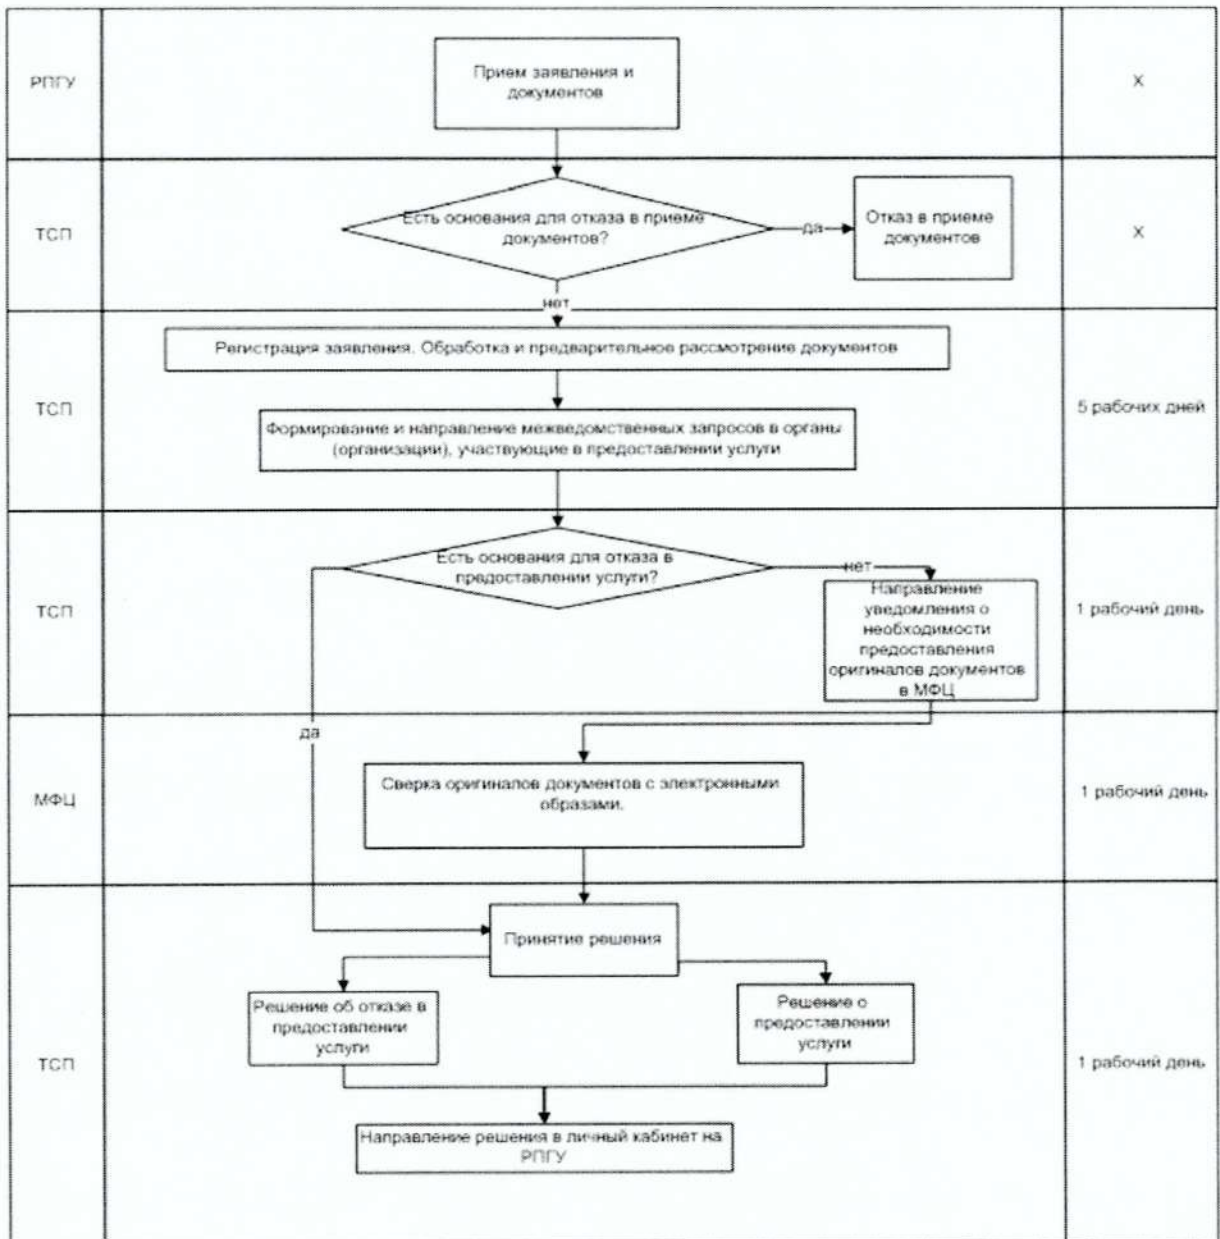 РПГУ
Прием заявления и
документов
X
ТСП
Есть основания для отказа в приеме
документов?
да
Отказ в приеме
документов
X
нет
ТСП
Регистрация заявления. Обработка и предварительное рассмотрение документов
Формирование и направление межведомственных запросов в органы
(организации), участвующие в предоставлении услуги
5 рабочих дней
ТСП
Есть основания для отказа в
предоставлении услуги?
нет
Направление
уведомления о
необходимости
предоставления
оригиналов документов
в МФЦ
1 рабочий день
да
МФЦ
Сверка оригиналов документов с электронными
образами.
1 рабочий день
ТСП
Принятие решения
Решение об отказе в
предоставлении
услуги
Решение о
предоставлении
услуги
1 рабочий день
Направление решения в личный кабинет на
РПГУ